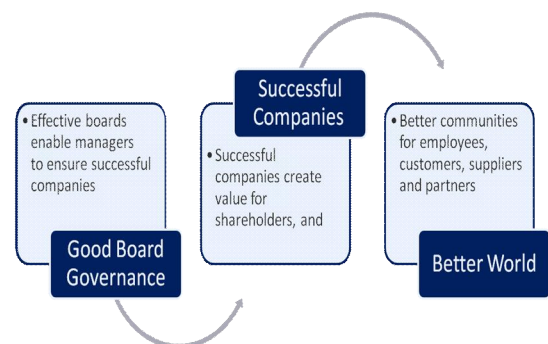 • Effective boards
enable managers
to ensure successful
companies
Good Board
Governance
Successful
Companies
• Successful
companies create
value for
shareholders, and
• Better communities
for employees,
customers, suppliers
and partners
Better World